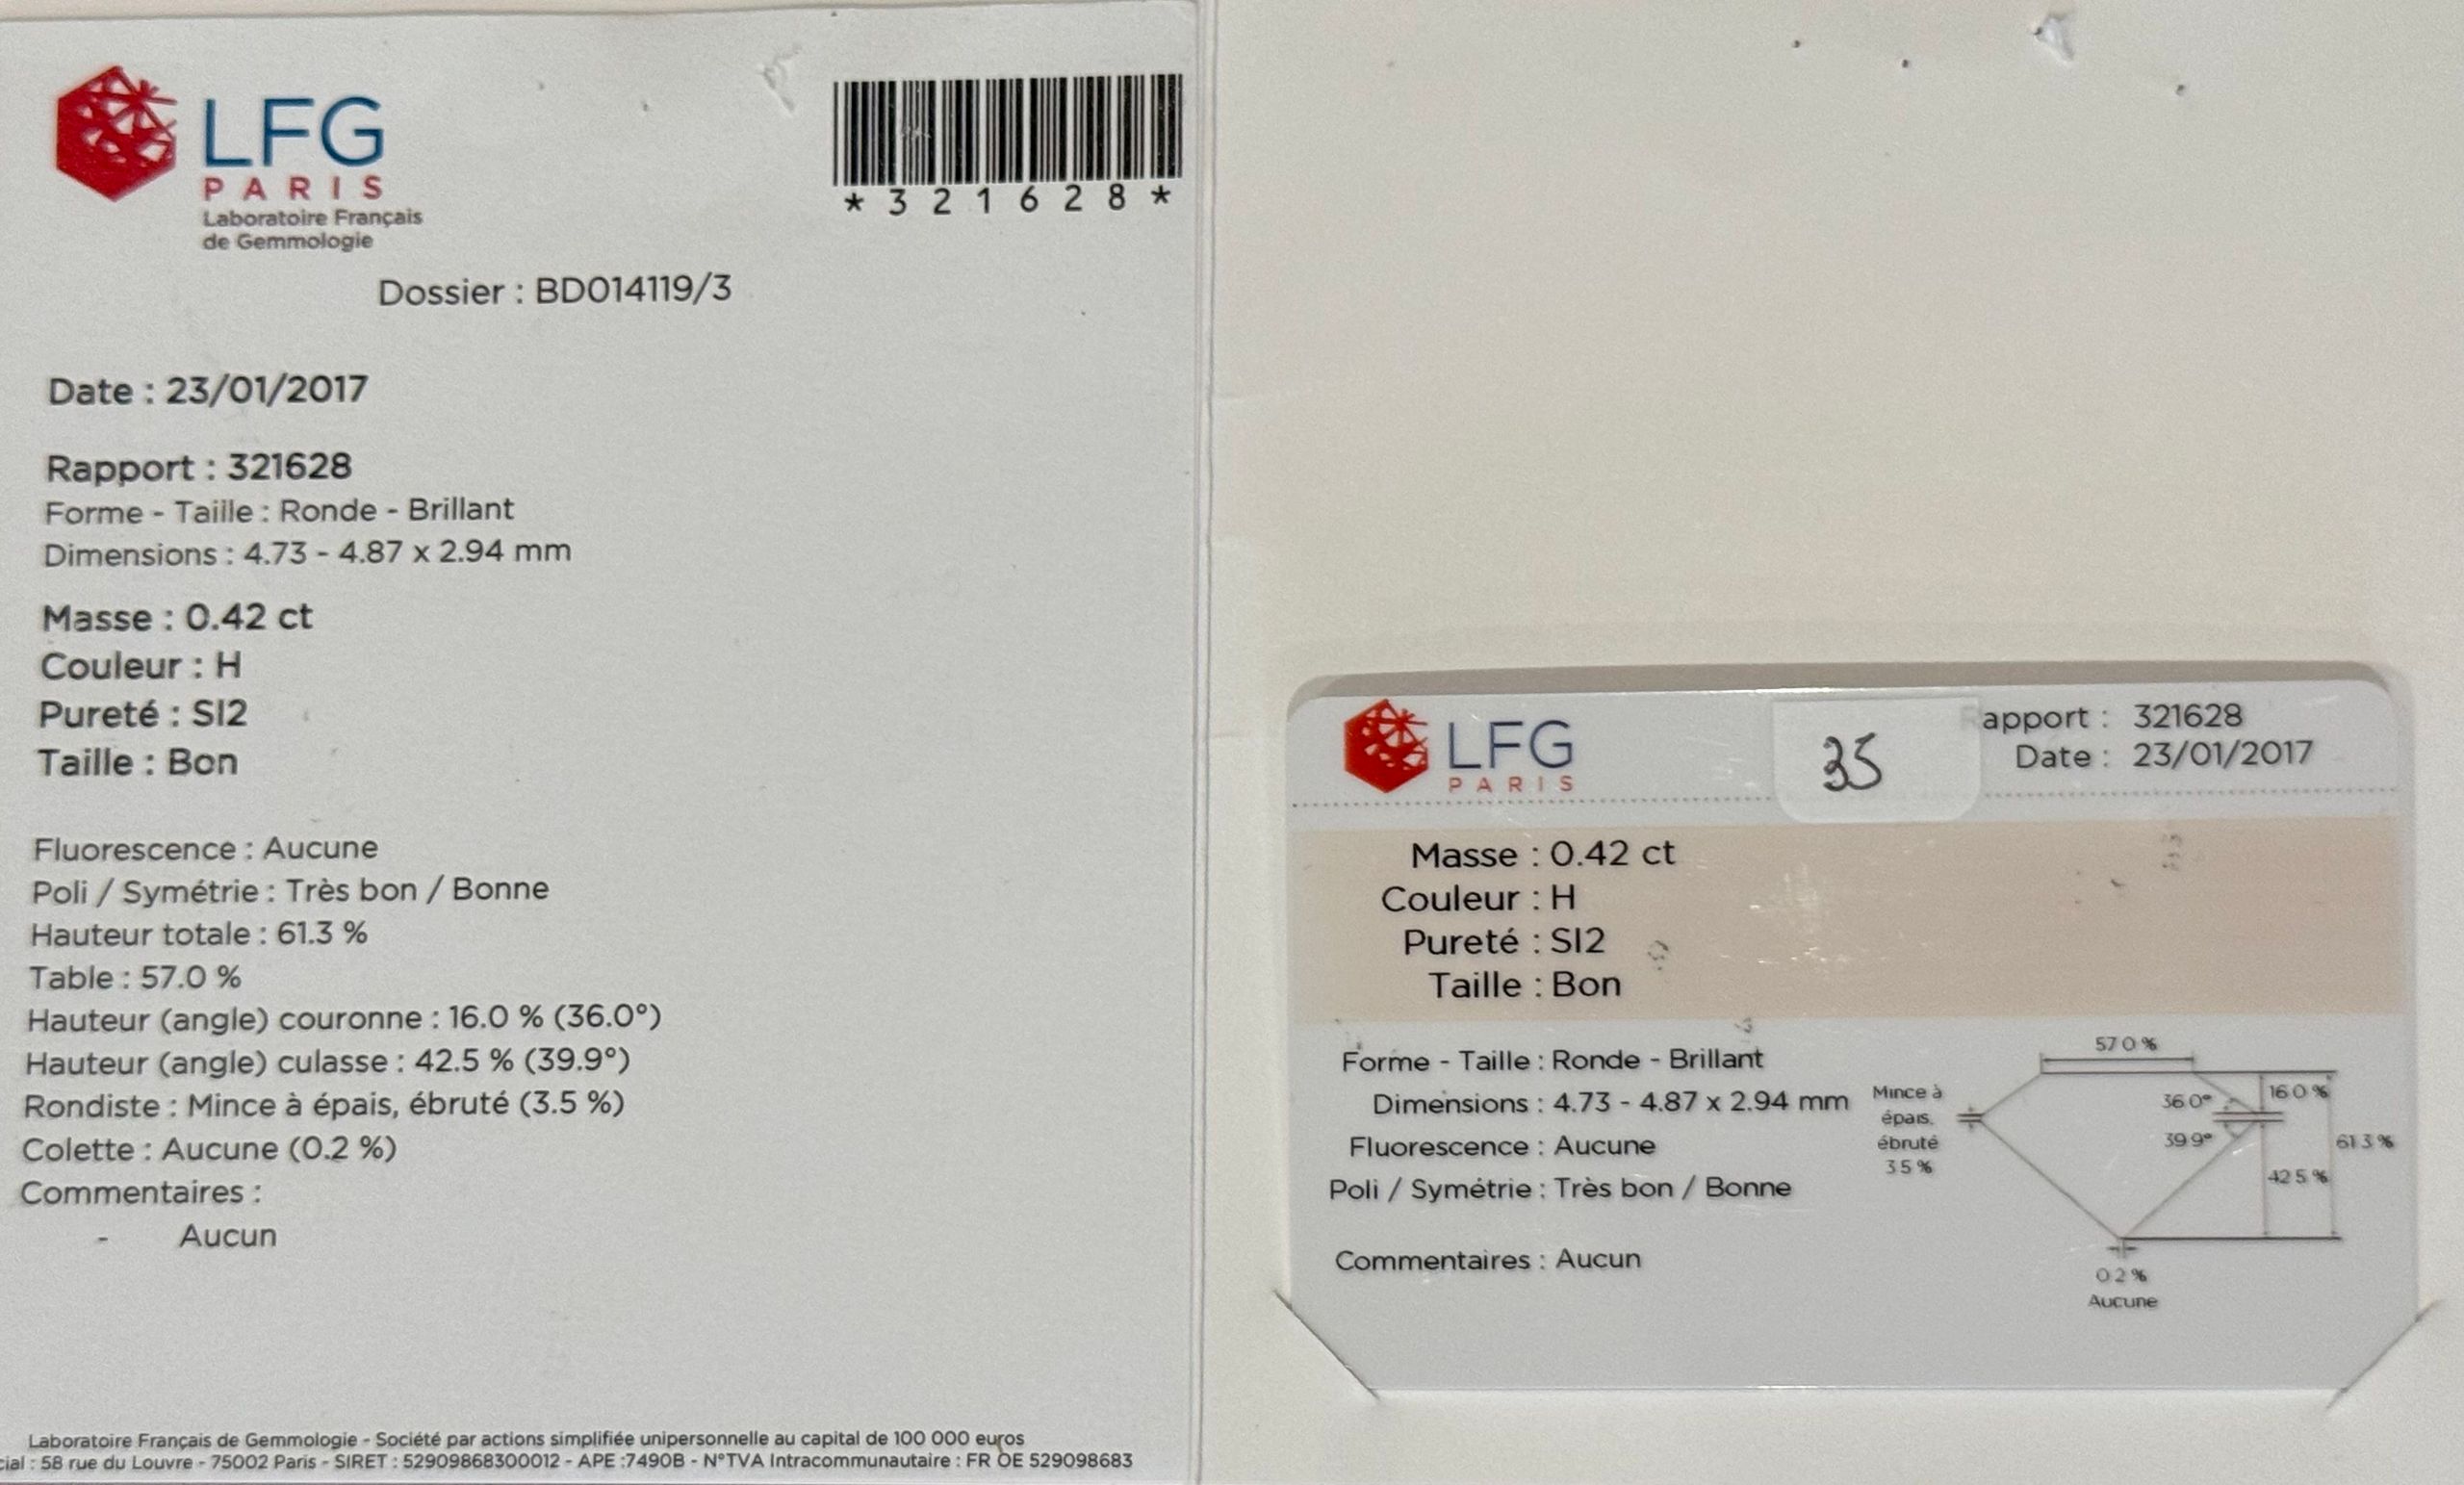 LFG
PARIS
Laboratoire Français
de Gemmologie
*321628*
Dossier : BD014119/3
Date : 23/01/2017
Rapport : 321628
Forme - Taille : Ronde - Brillant
Dimensions : 4.73 - 4.87 x 2.94 mm
Masse : 0.42 ct
Couleur : H
Pureté : SI2
Taille : Bon
Fluorescence : Aucune
Poli / Symétrie : Très bon / Bonne
Hauteur totale : 61.3 %
Table : 57.0 %
Hauteur (angle) couronne : 16.0 % (36.0°)
Hauteur (angle) culasse : 42.5 % (39.9°)
Rondiste : Mince à épais, ébruté (3.5 %)
Colette : Aucune (0.2 %)
Commentaires :
- Aucun
Laboratoire Français de Gemmologie - Société par actions simplifiée unipersonnelle au capital de 100 000 euros
cial : 58 rue du Louvre - 75002 Paris - SIRET : 52909868300012 - APE :7490B - N°TVA Intracommunautaire : FR OE 529098683
LFG
PARIS
35
apport : 321628
Date : 23/01/2017
Masse : 0.42 ct
Couleur : H
Pureté : SI2
Taille : Bon
Forme - Taille : Ronde - Brillant
Dimensions : 4.73 - 4.87 x 2.94 mm
Fluorescence : Aucune
Poli / Symétrie : Très bon / Bonne
Commentaires : Aucun
57.0 %
Mince à
épais,
ébruté
3.5 %
36.0°
16.0 %
39.9°
61.3 %
42.5 %
0.2 %
Aucune